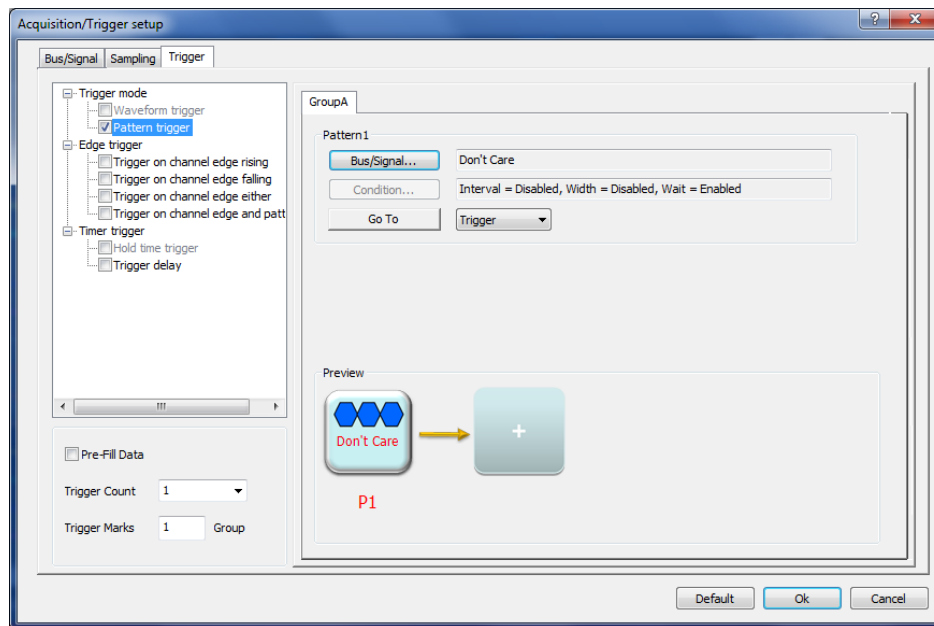 Acquisition/Trigger setup
Bus/Signal Sampling Trigger
Trigger mode
Waveform trigger
Pattern trigger
Edge trigger
Trigger on channel edge rising
Trigger on channel edge falling
Trigger on channel edge either
Trigger on channel edge and patt
Timer trigger
Hold time trigger
Trigger delay
Pre-Fill Data
Trigger Count 1
Trigger Marks 1 Group
GroupA
Pattern1
Bus/Signal... Don't Care
Condition... Interval = Disabled, Width = Disabled, Wait = Enabled
Go To Trigger
Preview
Don't Care
+
P1
Default Ok Cancel